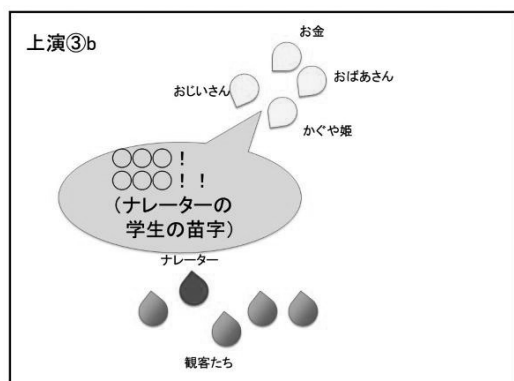 上演③b
お金
おばあさん
おじいさん
かぐや姫
○○○！
○○○！！
(ナレーターの
学生の苗字)
ナレーター
観客たち